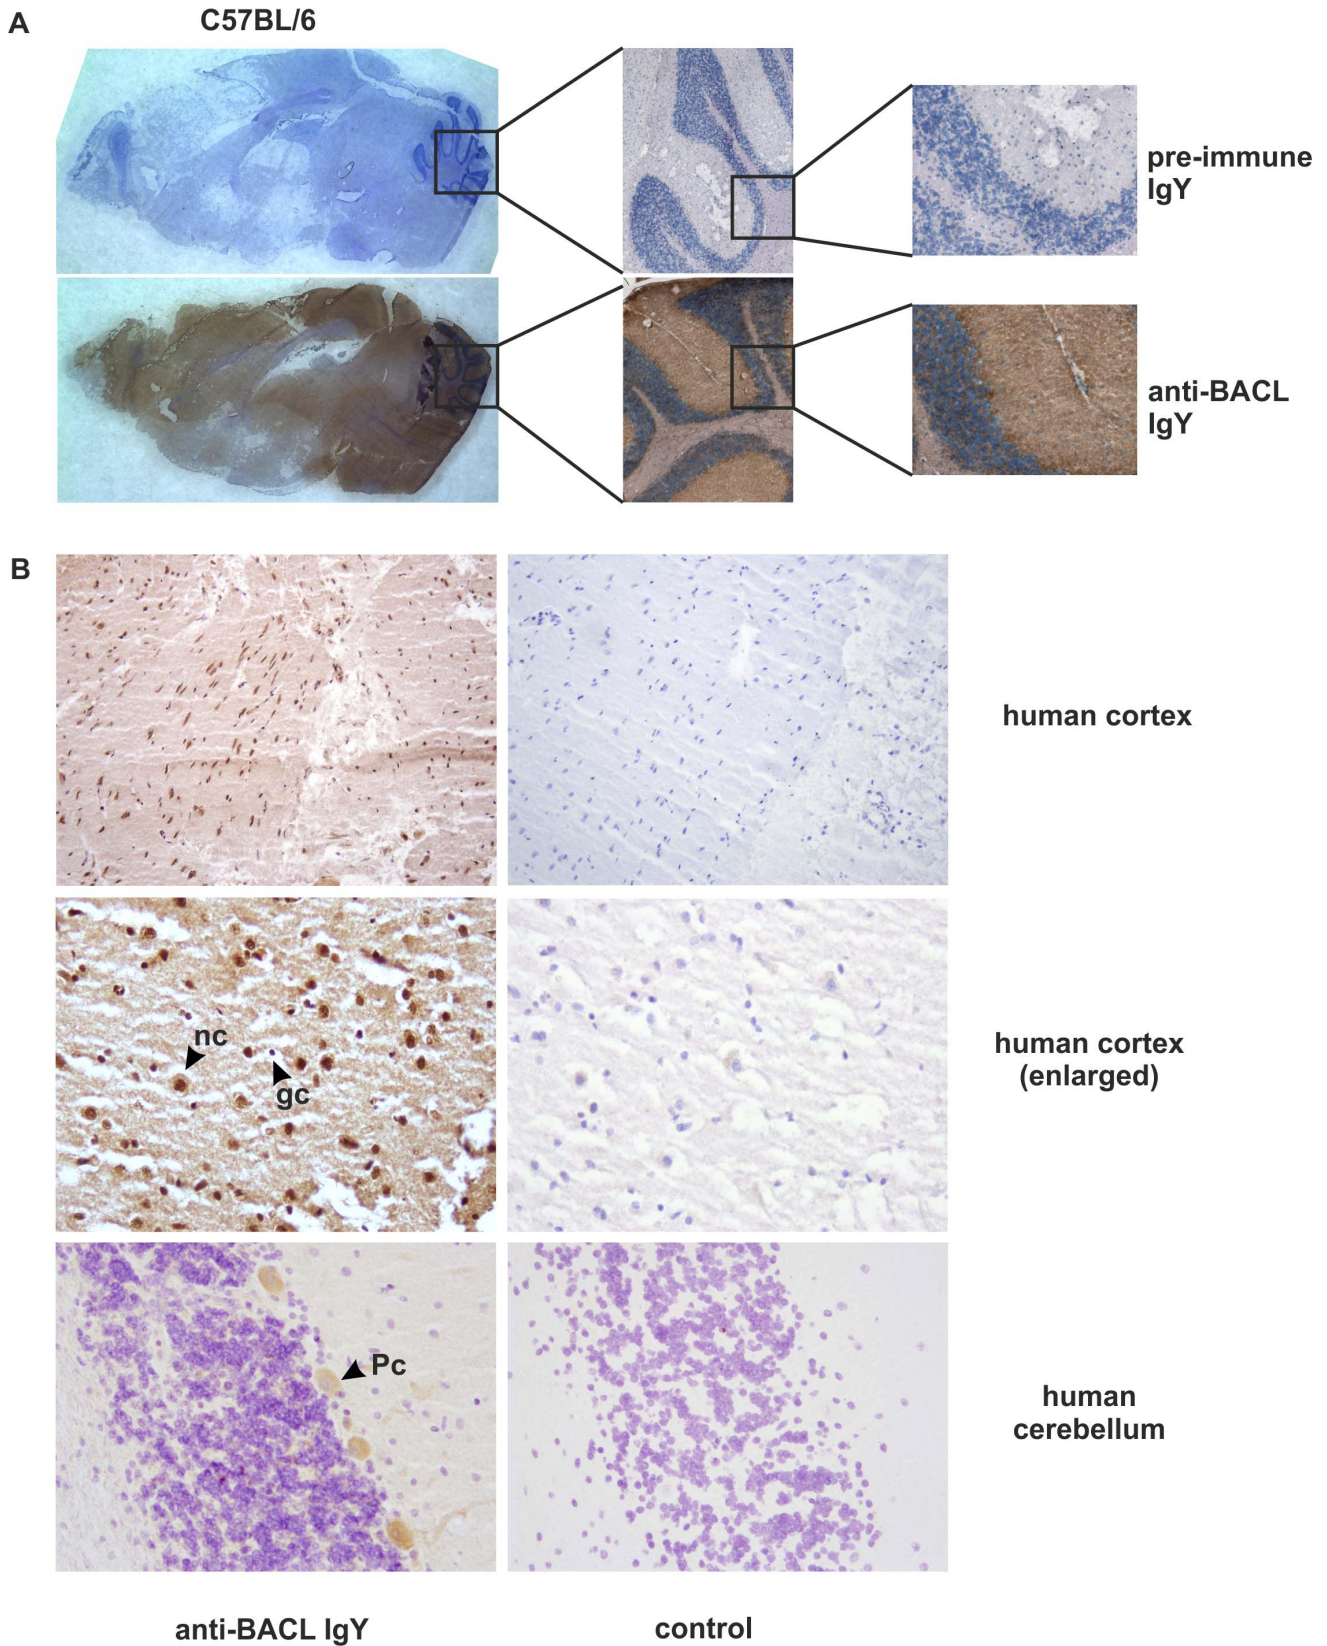 A
C57BL/6
pre-immune
IgY
anti-BACL
IgY
B
human cortex
nc
gc
human cortex
(enlarged)
Pc
human
cerebellum
anti-BACL IgY
control